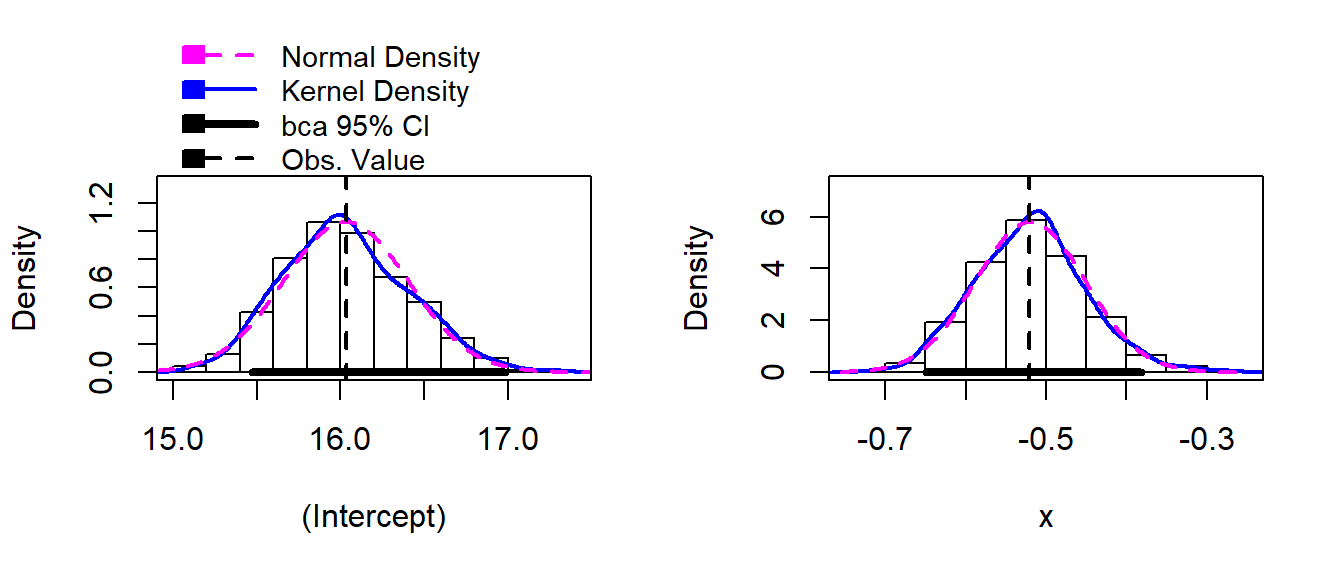 Normal Density
Kernel Density
bca 95% CI
Obs. Value
Density
0.0 0.6 1.2
15.0 16.0 17.0
(Intercept)
Density
0 2 4 6
-0.7 -0.5 -0.3
x